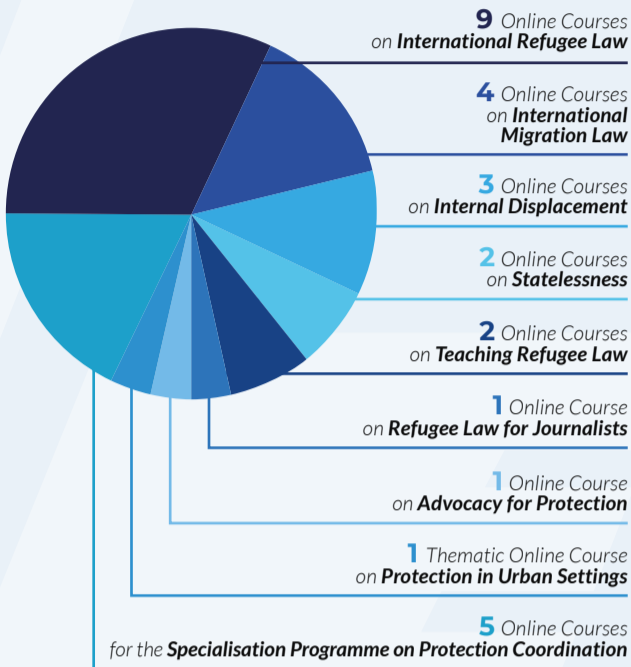 9 Online Courses
on International Refugee Law
4 Online Courses
on International
Migration Law
3 Online Courses
on Internal Displacement
2 Online Courses
on Statelessness
2 Online Courses
on Teaching Refugee Law
1 Online Course
on Refugee Law for Journalists
1 Online Course
on Advocacy for Protection
1 Thematic Online Course
on Protection in Urban Settings
5 Online Courses
for the Specialisation Programme on Protection Coordination